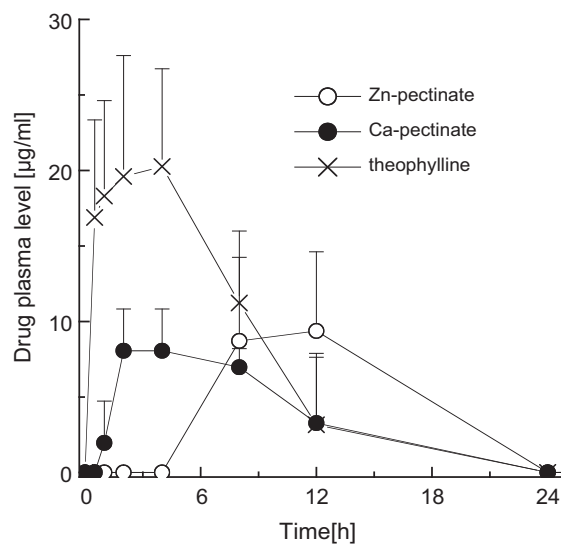 30
Zn-pectinate
Ca-pectinate
theophylline
20
10
0
0 6 12 18 24
Drug plasma level [µg/ml]
Time[h]